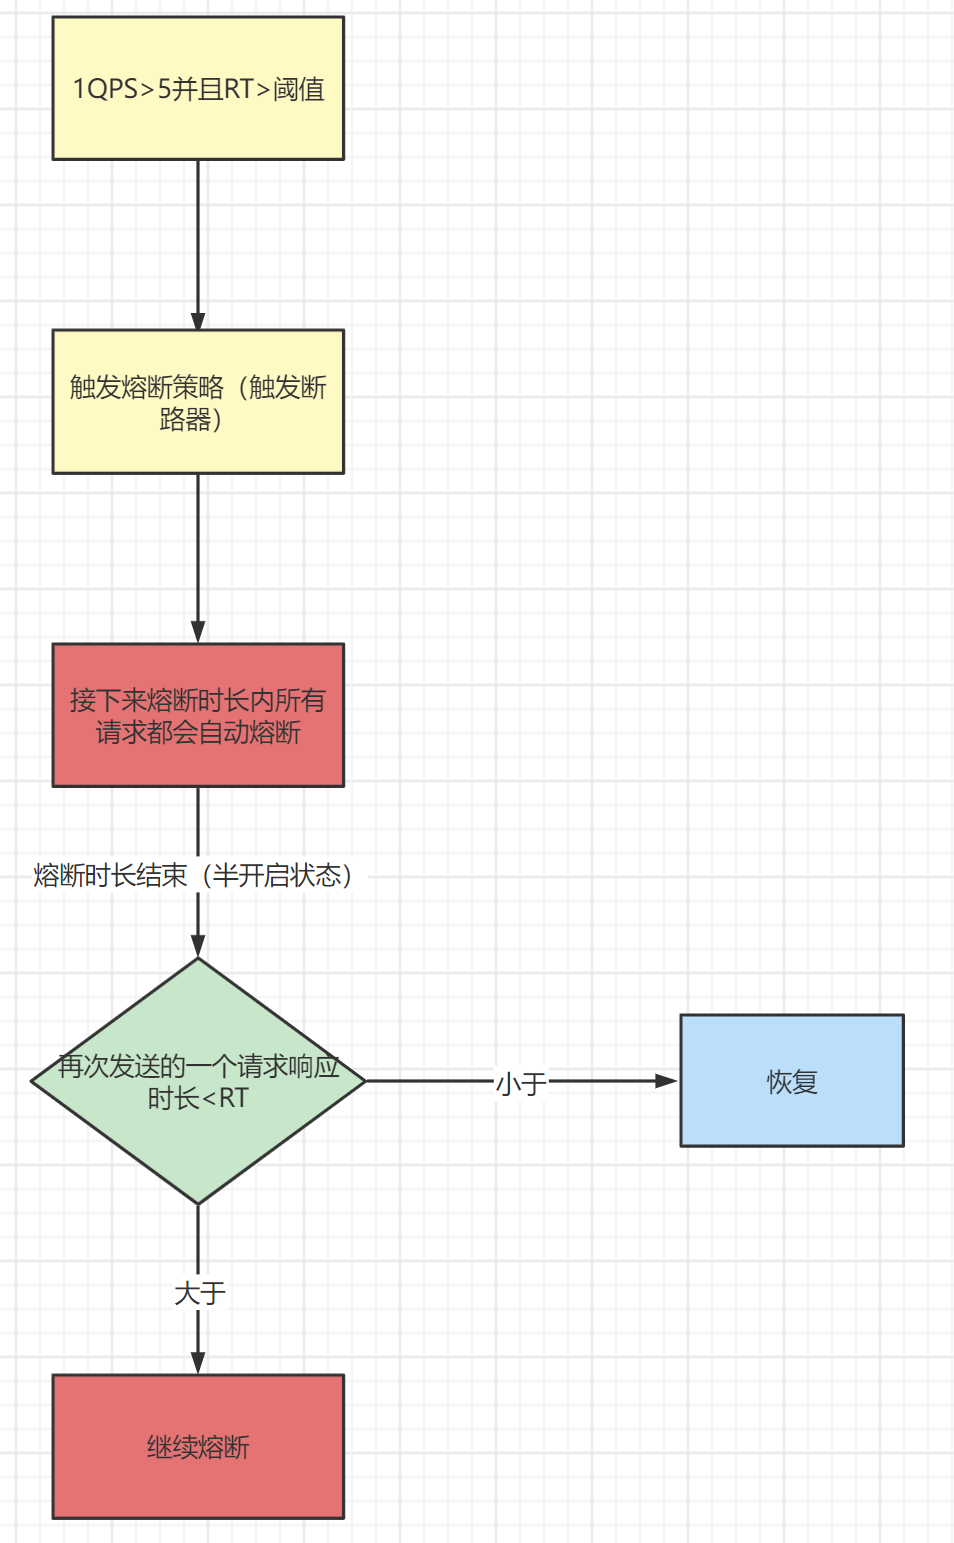 1QPS>5并且RT>阈值
触发熔断策略（触发断
路器）
接下来熔断时长内所有
请求都会自动熔断
熔断时长结束（半开启状态）
再次发送的一个请求响应
时长<RT
小于
恢复
大于
继续熔断